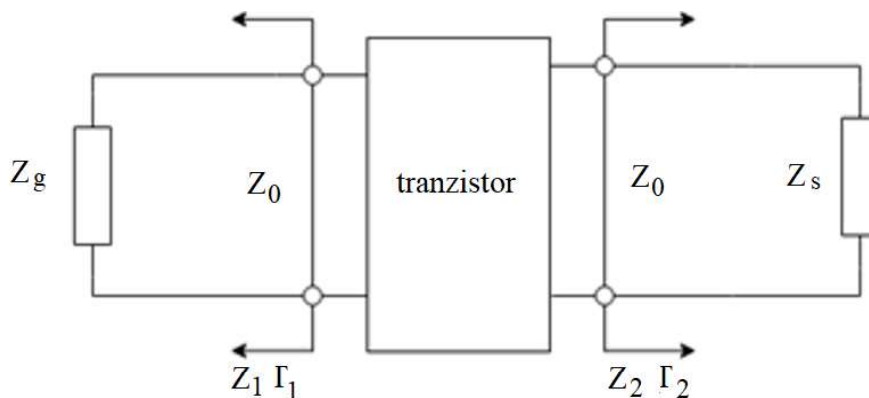 Zg
Z0
tranzistor
Z0
Zs
Z1 Γ1
Z2 Γ2